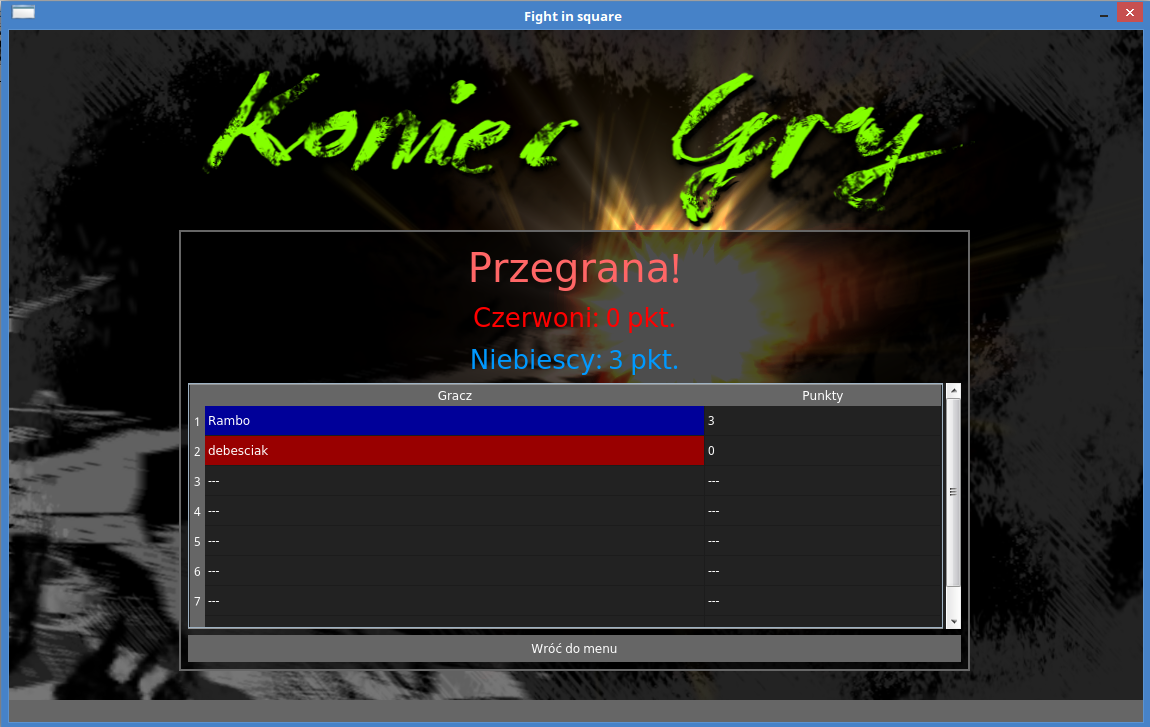 Fight in square
Koniec Gry
Przegrana!
Czerwoni: 0 pkt.
Niebiescy: 3 pkt.
Gracz Punkty
1 Rambo 3
2 debesciak 0
3 --- ---
4 --- ---
5 --- ---
6 --- ---
7 --- ---
Wróć do menu